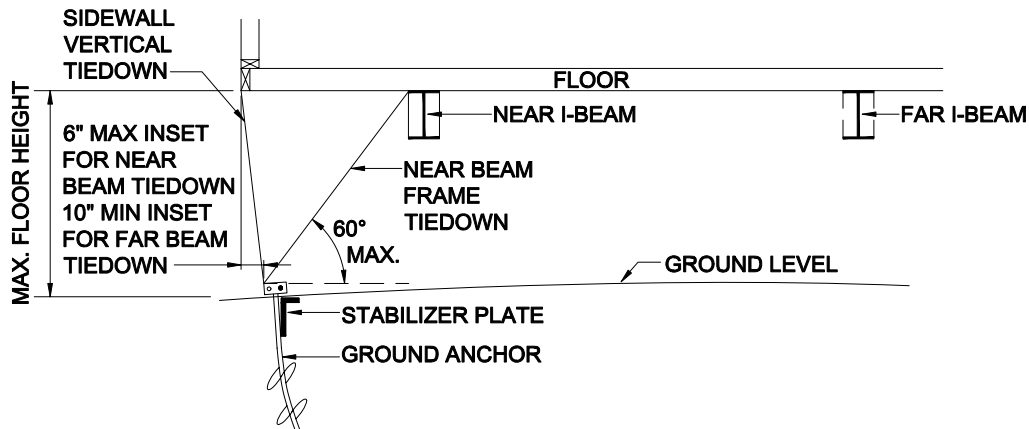 SIDEWALL
VERTICAL
TIEDOWN
MAX. FLOOR HEIGHT
6" MAX INSET
FOR NEAR
BEAM TIEDOWN
10" MIN INSET
FOR FAR BEAM
TIEDOWN
FLOOR
NEAR I-BEAM
FAR I-BEAM
NEAR BEAM
FRAME
TIEDOWN
60°
MAX.
GROUND LEVEL
STABILIZER PLATE
GROUND ANCHOR